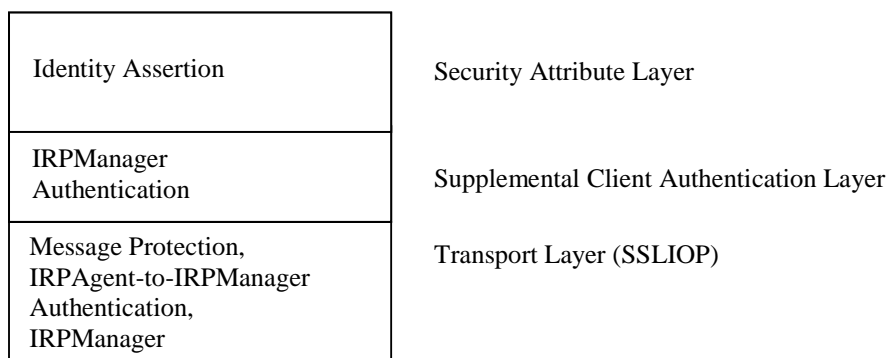 Identity Assertion
Security Attribute Layer
IRPManager
Authentication
Supplemental Client Authentication Layer
Message Protection,
IRPAgent-to-IRPManager
Authentication,
IRPManager
Transport Layer (SSLIOP)